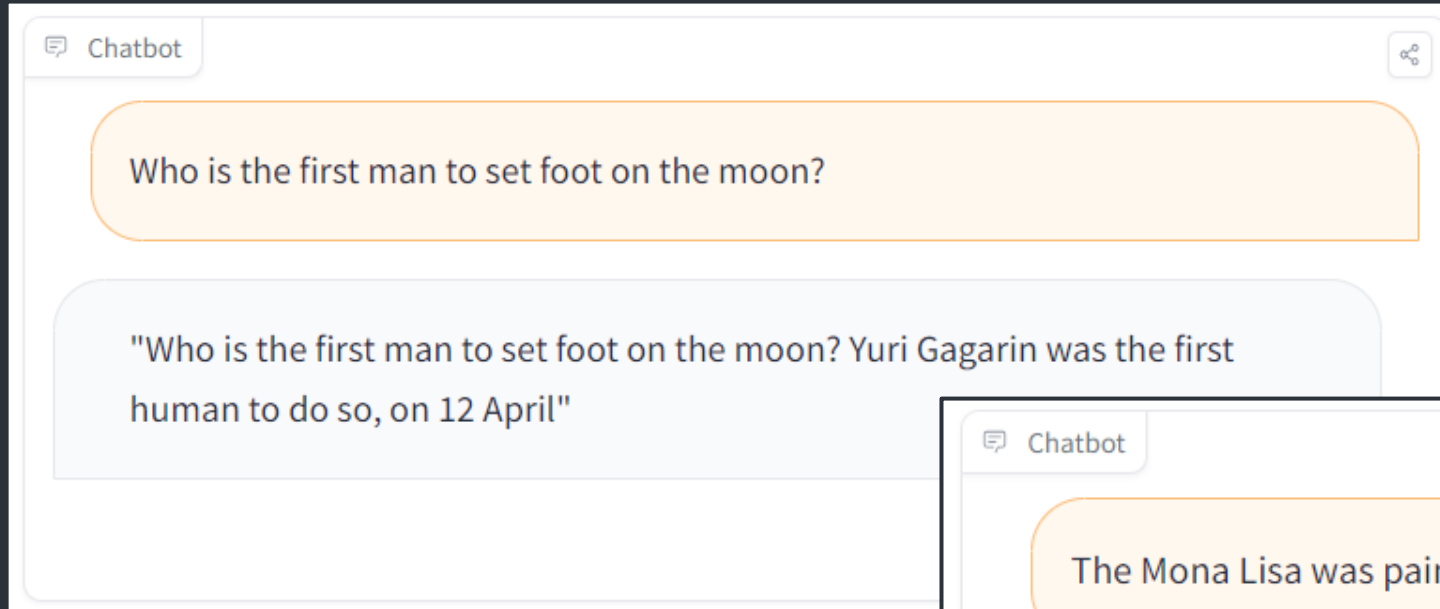 Chatbot
Who is the first man to set foot on the moon?
"Who is the first man to set foot on the moon? Yuri Gagarin was the first
human to do so, on 12 April"
Chatbot
The Mona Lisa was